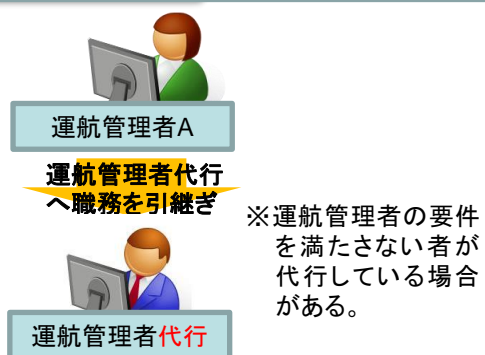 運航管理者A
運航管理者代行
へ職務を引継ぎ
※運航管理者の要件
を満たさない者が
代行している場合
がある。
運航管理者代行